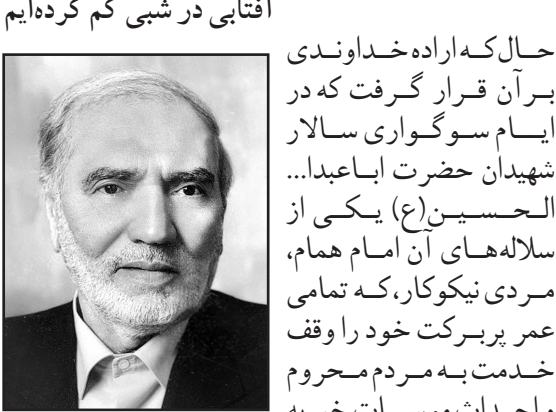 آفتابی در شبی گم کرده‌ایم
حال که اراده خداوندی
بر آن قرار گرفت که در
ایام سوگواری سالار
شهیدان حضرت اباعبدا...
الحسین(ع) یکی از
سلاله‌های آن امام همام،
مردی نیکوکار،که تمامی
عمر پربرکت خود را وقف
خدمت به مردم محروم